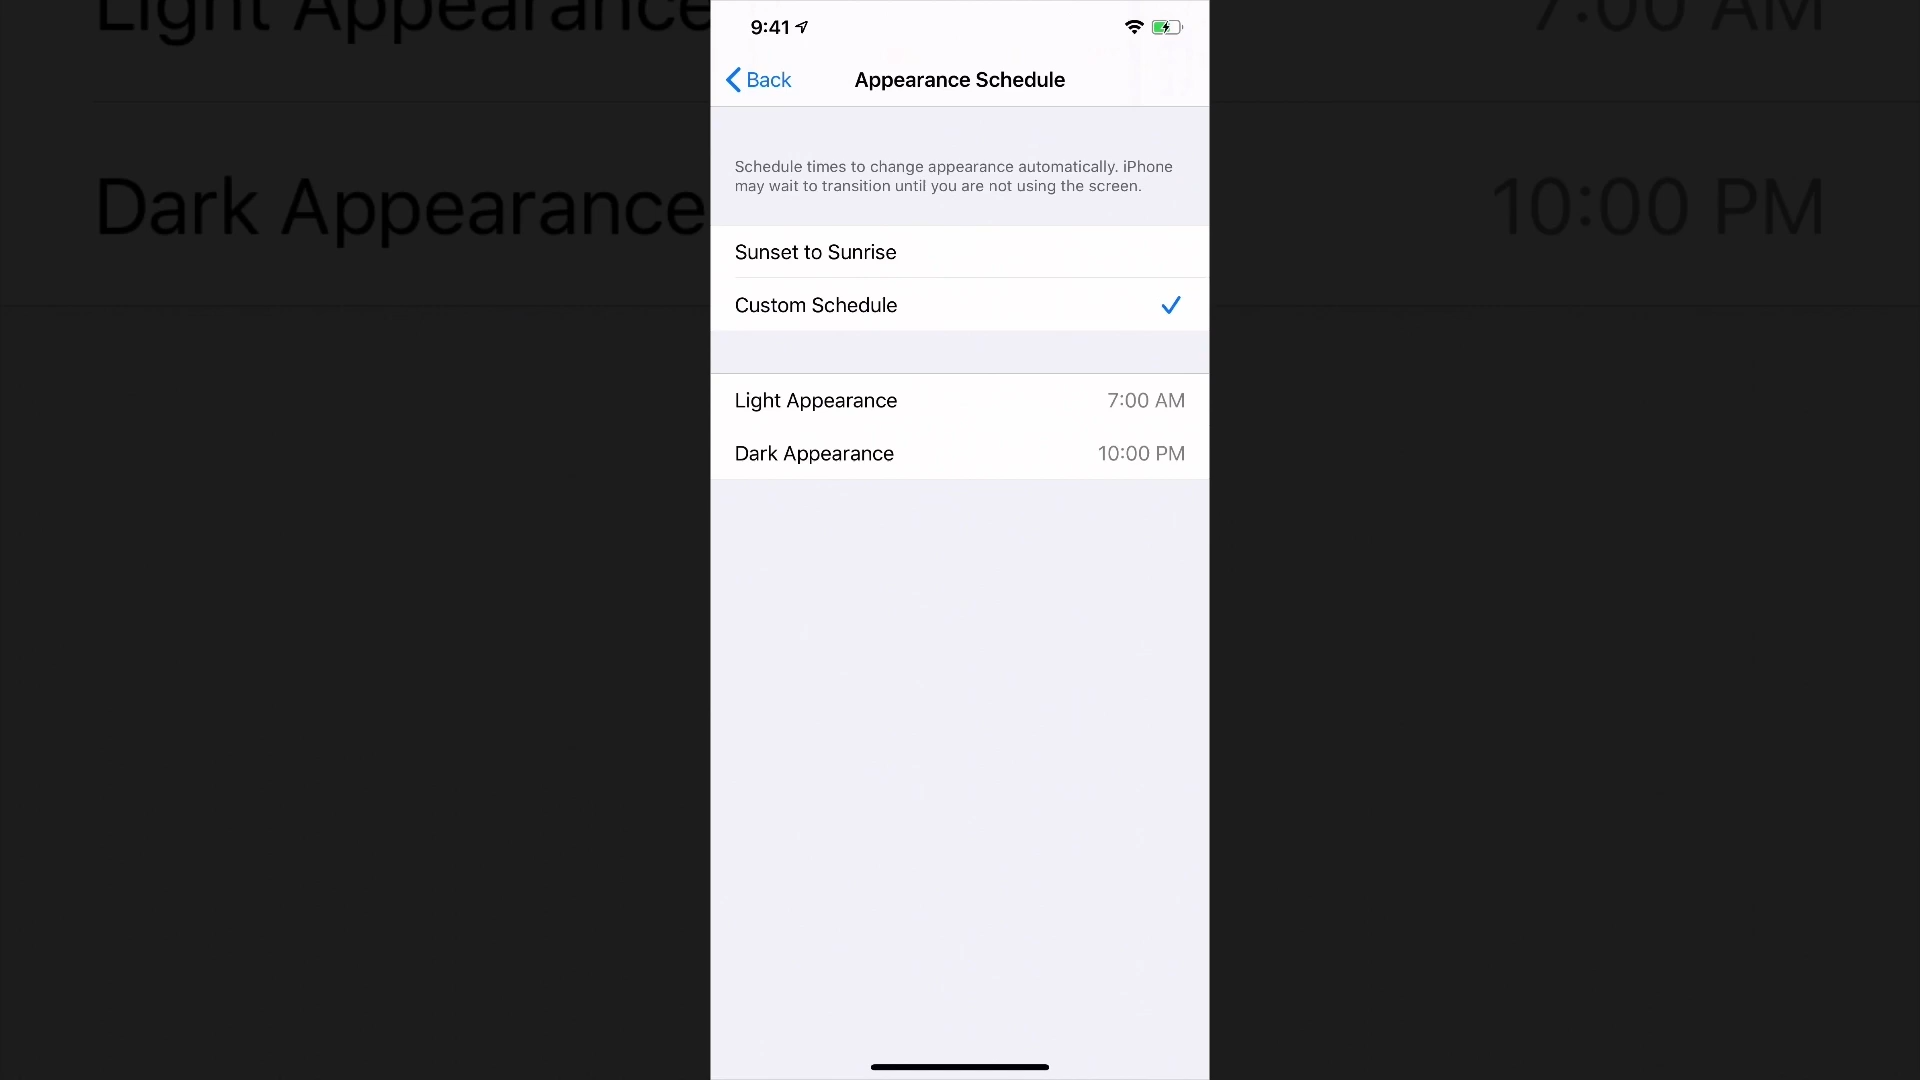 9:41
Back
Appearance Schedule
Schedule times to change appearance automatically. iPhone
may wait to transition until you are not using the screen.
Sunset to Sunrise
Custom Schedule
Light Appearance 7:00 AM
Dark Appearance 10:00 PM
Light Appearance 7:00 AM
Dark Appearance 10:00 PM